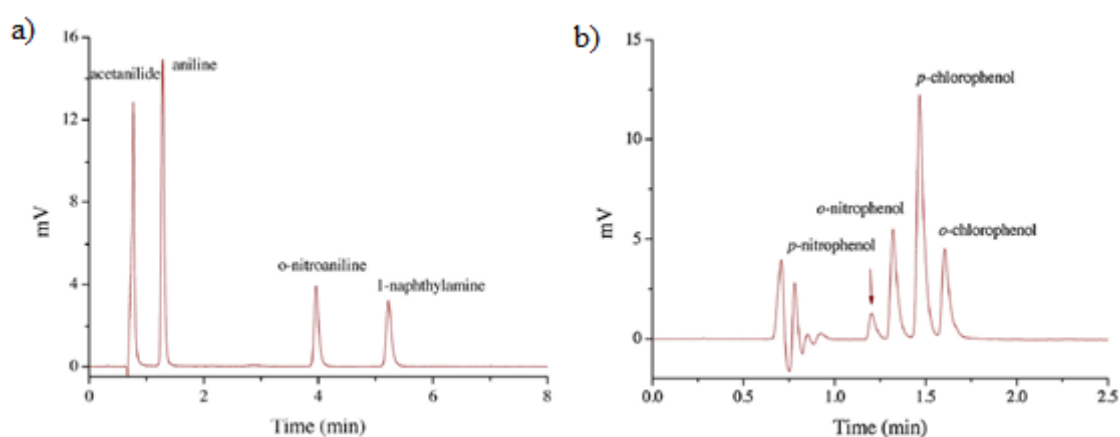 a)
16
12
8
4
0
mV
acetanilide
aniline
o-nitroaniline
1-naphthylamine
0
2
4
6
8
Time (min)
b)
15
10
5
0
mV
p-chlorophenol
o-nitrophenol
o-chlorophenol
p-nitrophenol
0.0
0.5
1.0
1.5
2.0
2.5
Time (min)